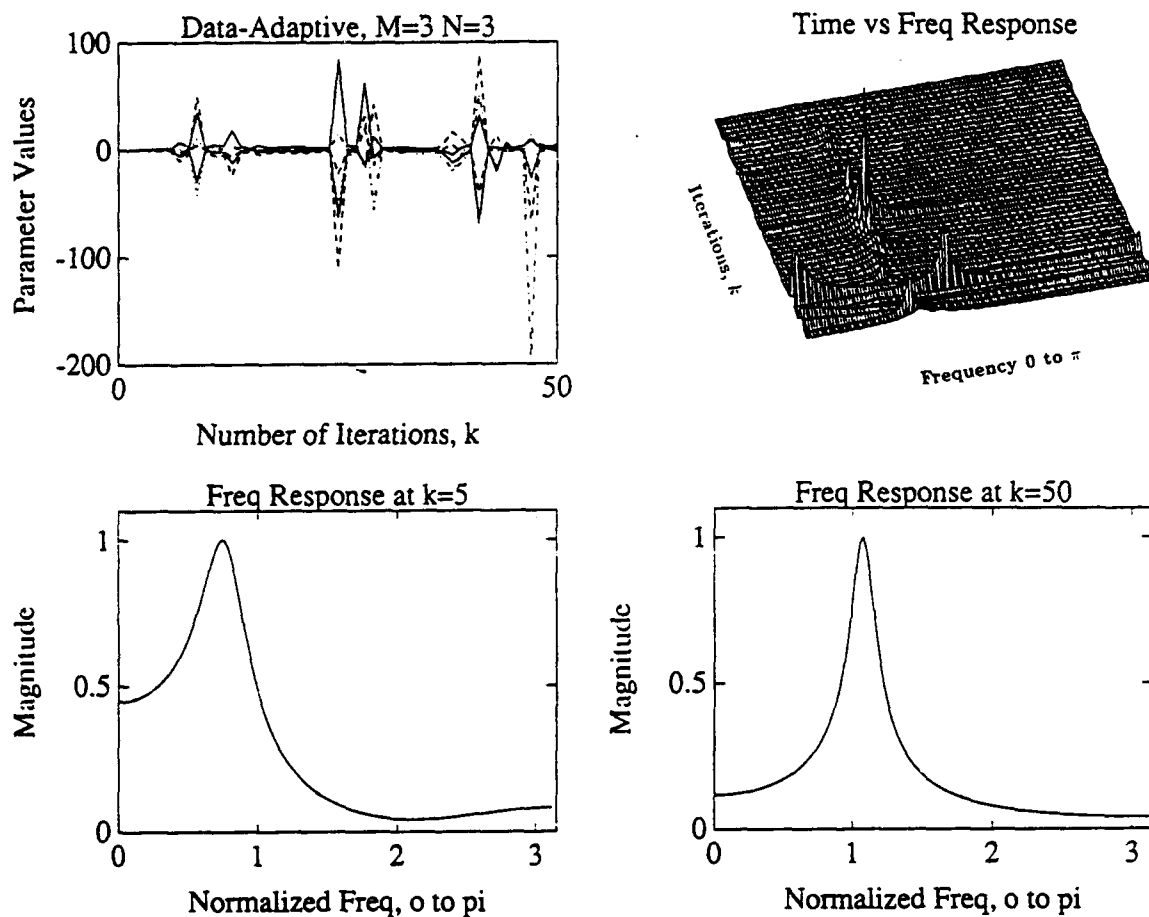 Data-Adaptive, M=3 N=3
100
0
-100
-200
0
50
Parameter Values
Number of Iterations, k
Time vs Freq Response
Iterations, k
Frequency 0 to π
Freq Response at k=5
1
0.5
0
0
1
2
3
Magnitude
Normalized Freq, o to pi
Freq Response at k=50
1
0.5
0
0
1
2
3
Magnitude
Normalized Freq, o to pi